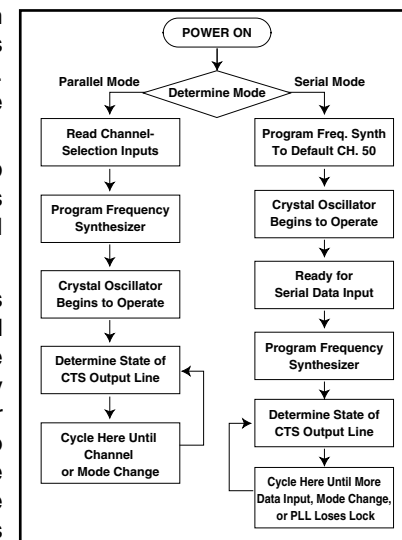 POWER ON
Parallel Mode
Determine Mode
Serial Mode
Read Channel-
Selection Inputs
Program Frequency
Synthesizer
Crystal Oscillator
Begins to Operate
Determine State of
CTS Output Line
Cycle Here Until
Channel
or Mode Change
Program Freq. Synth
To Default CH. 50
Crystal Oscillator
Begins to Operate
Ready for
Serial Data Input
Program Frequency
Synthesizer
Determine State of
CTS Output Line
Cycle Here Until More
Data Input, Mode Change,
or PLL Loses Lock